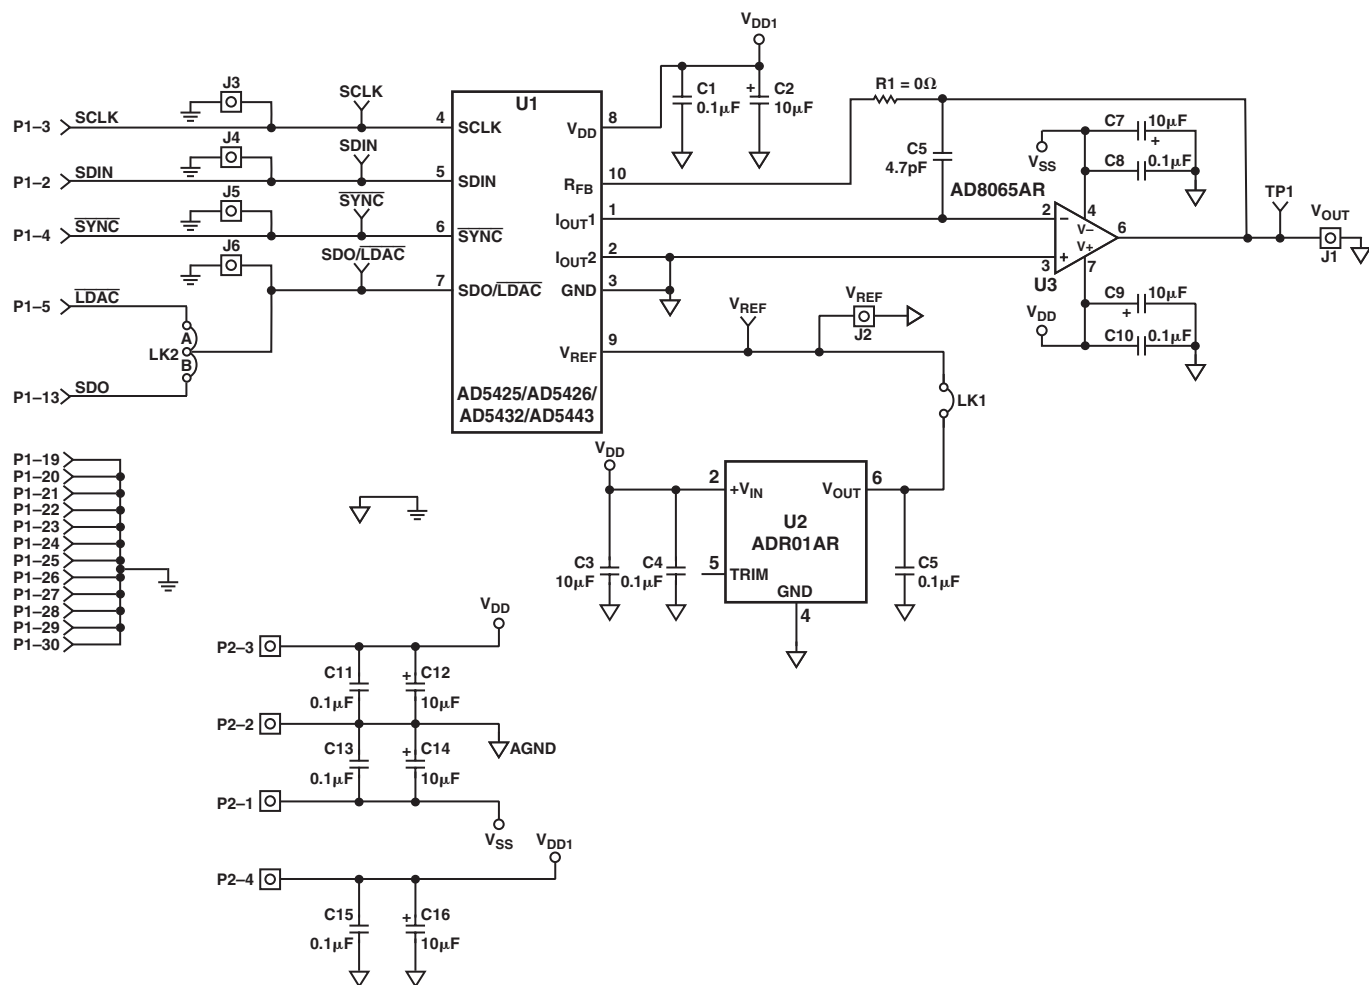 VDD1
J3
SCLK
P1–3 SCLK
4 SCLK
U1
VDD 8
C1
0.1μF
+ C2
10μF
R1 = 0Ω
J4
SDIN
P1–2 SDIN
5 SDIN
RFB 10
C5
4.7pF
C7 10μF
+
VSS
C8 0.1μF
AD8065AR
J5
SYNC
P1–4 SYNC
6 SYNC
IOUT1 1
2 –
4
V–
6
TP1
VOUT
J1
J6
SDO/LDAC
7 SDO/LDAC
IOUT2 2
3 +
V+
7
U3
GND 3
P1–5 LDAC
A
LK2
B
P1–13 SDO
VREF 9
VREF
VREF
J2
C9 10μF
+
VDD
C10 0.1μF
AD5425/AD5426/
AD5432/AD5443
LK1
P1–19
P1–20
P1–21
P1–22
P1–23
P1–24
P1–25
P1–26
P1–27
P1–28
P1–29
P1–30
VDD
2 +VIN
VOUT 6
U2
ADR01AR
C3
10μF
C4
0.1μF
5 TRIM
GND
4
C5
0.1μF
VDD
P2–3
C11
0.1μF
+ C12
10μF
P2–2
AGND
C13
0.1μF
+ C14
10μF
P2–1
VSS
VDD1
P2–4
C15
0.1μF
+ C16
10μF